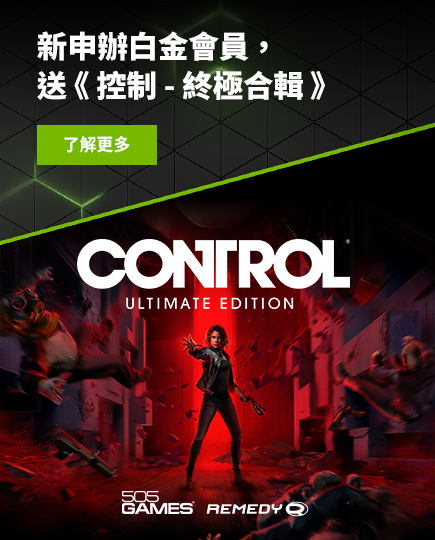 新申辦白金會員，
送《控制 - 終極合輯》
了解更多
CONTROL®
ULTIMATE EDITION
505
GAMES
REMEDY